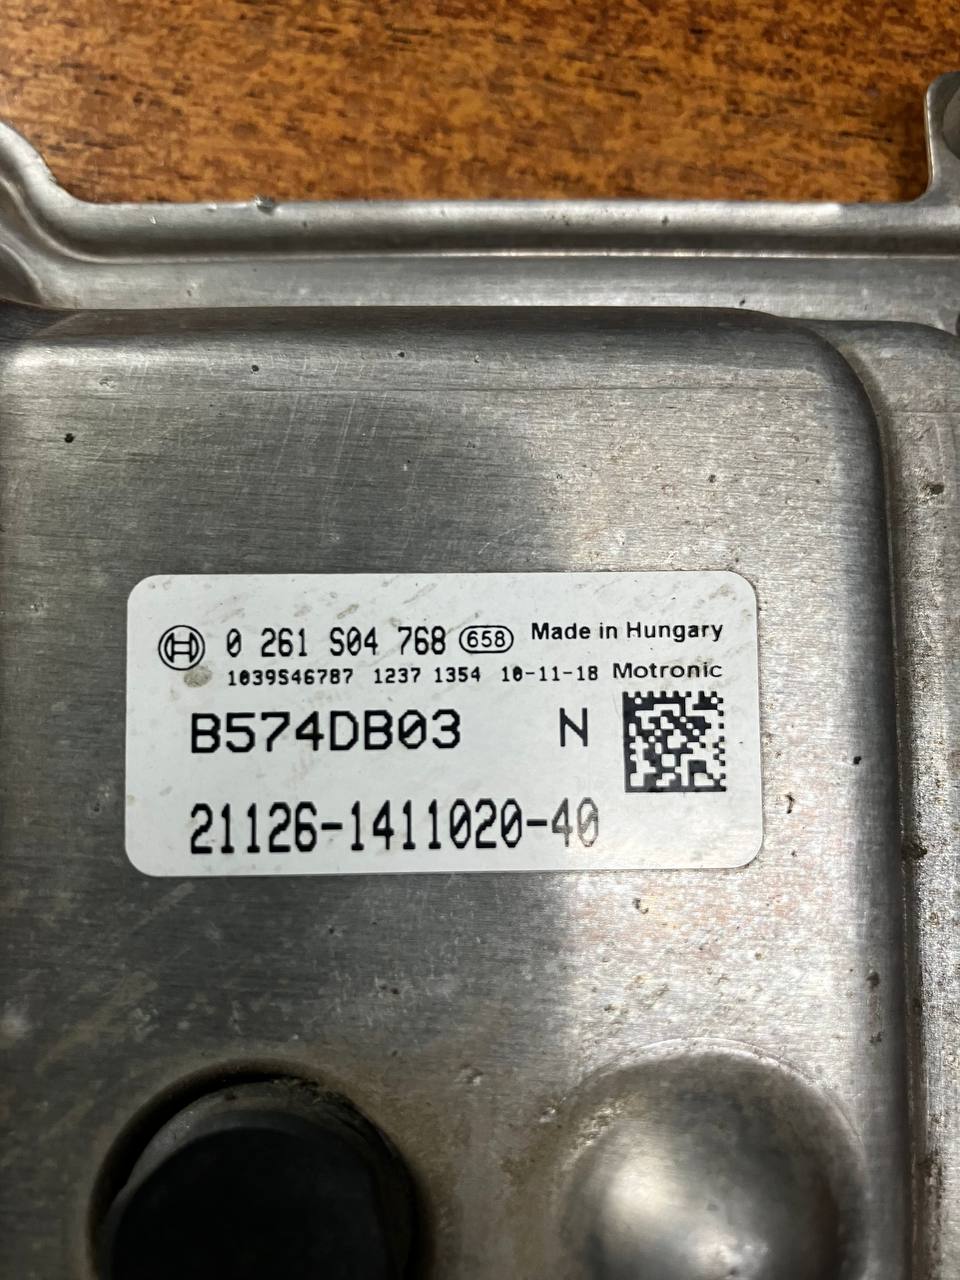 0 261 S04 768 658 Made in Hungary
1039S46787 1237 1354 10-11-18 Motronic
B574DB03 N
21126-1411020-40